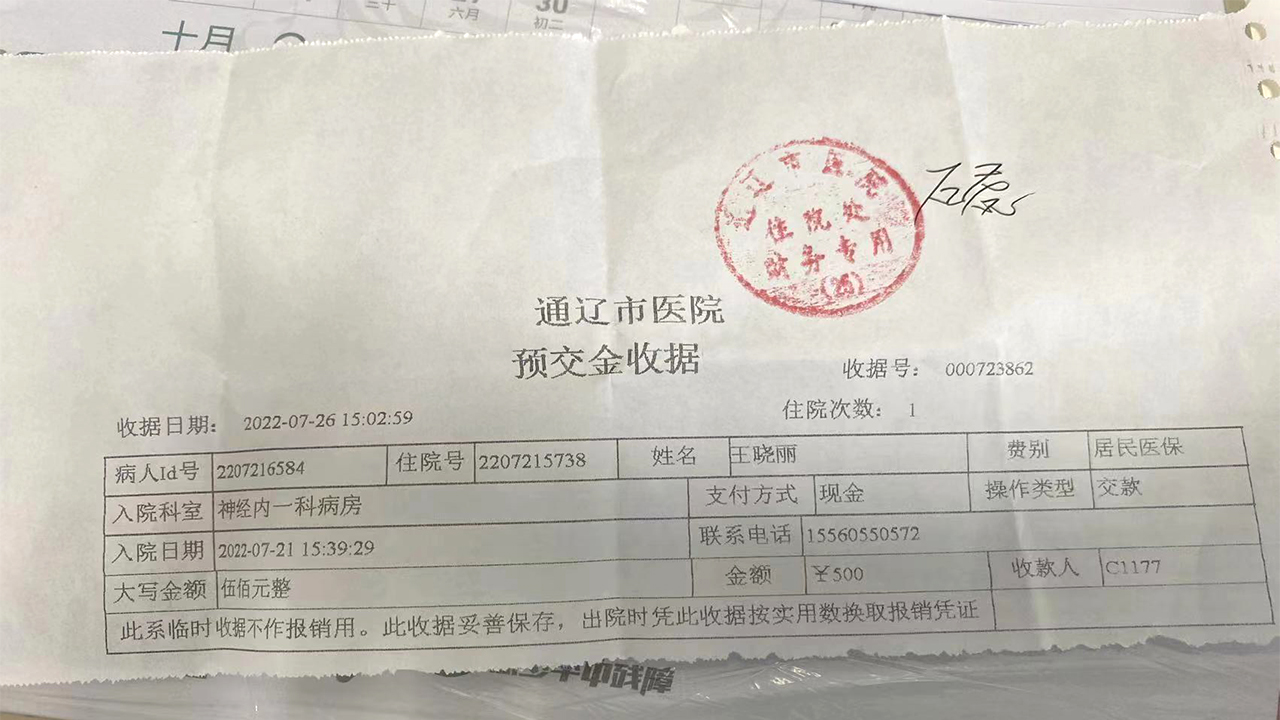 十月
三十
六月
30
初二
通辽市医院
住院处
财务专用
(25)
通辽市医院
预交金收据
收据号: 000723862
收据日期: 2022-07-26 15:02:59
住院次数: 1
病人Id号 2207216584 住院号 2207215738 姓名 王晓丽 费别 居民医保
入院科室 神经内一科病房 支付方式 现金 操作类型 交款
入院日期 2022-07-21 15:39:29 联系电话 15560550572
大写金额 伍佰元整 金额 ¥500 收款人 C1177
此系临时收据不作报销用。此收据妥善保存，出院时凭此收据按实用数换取报销凭证